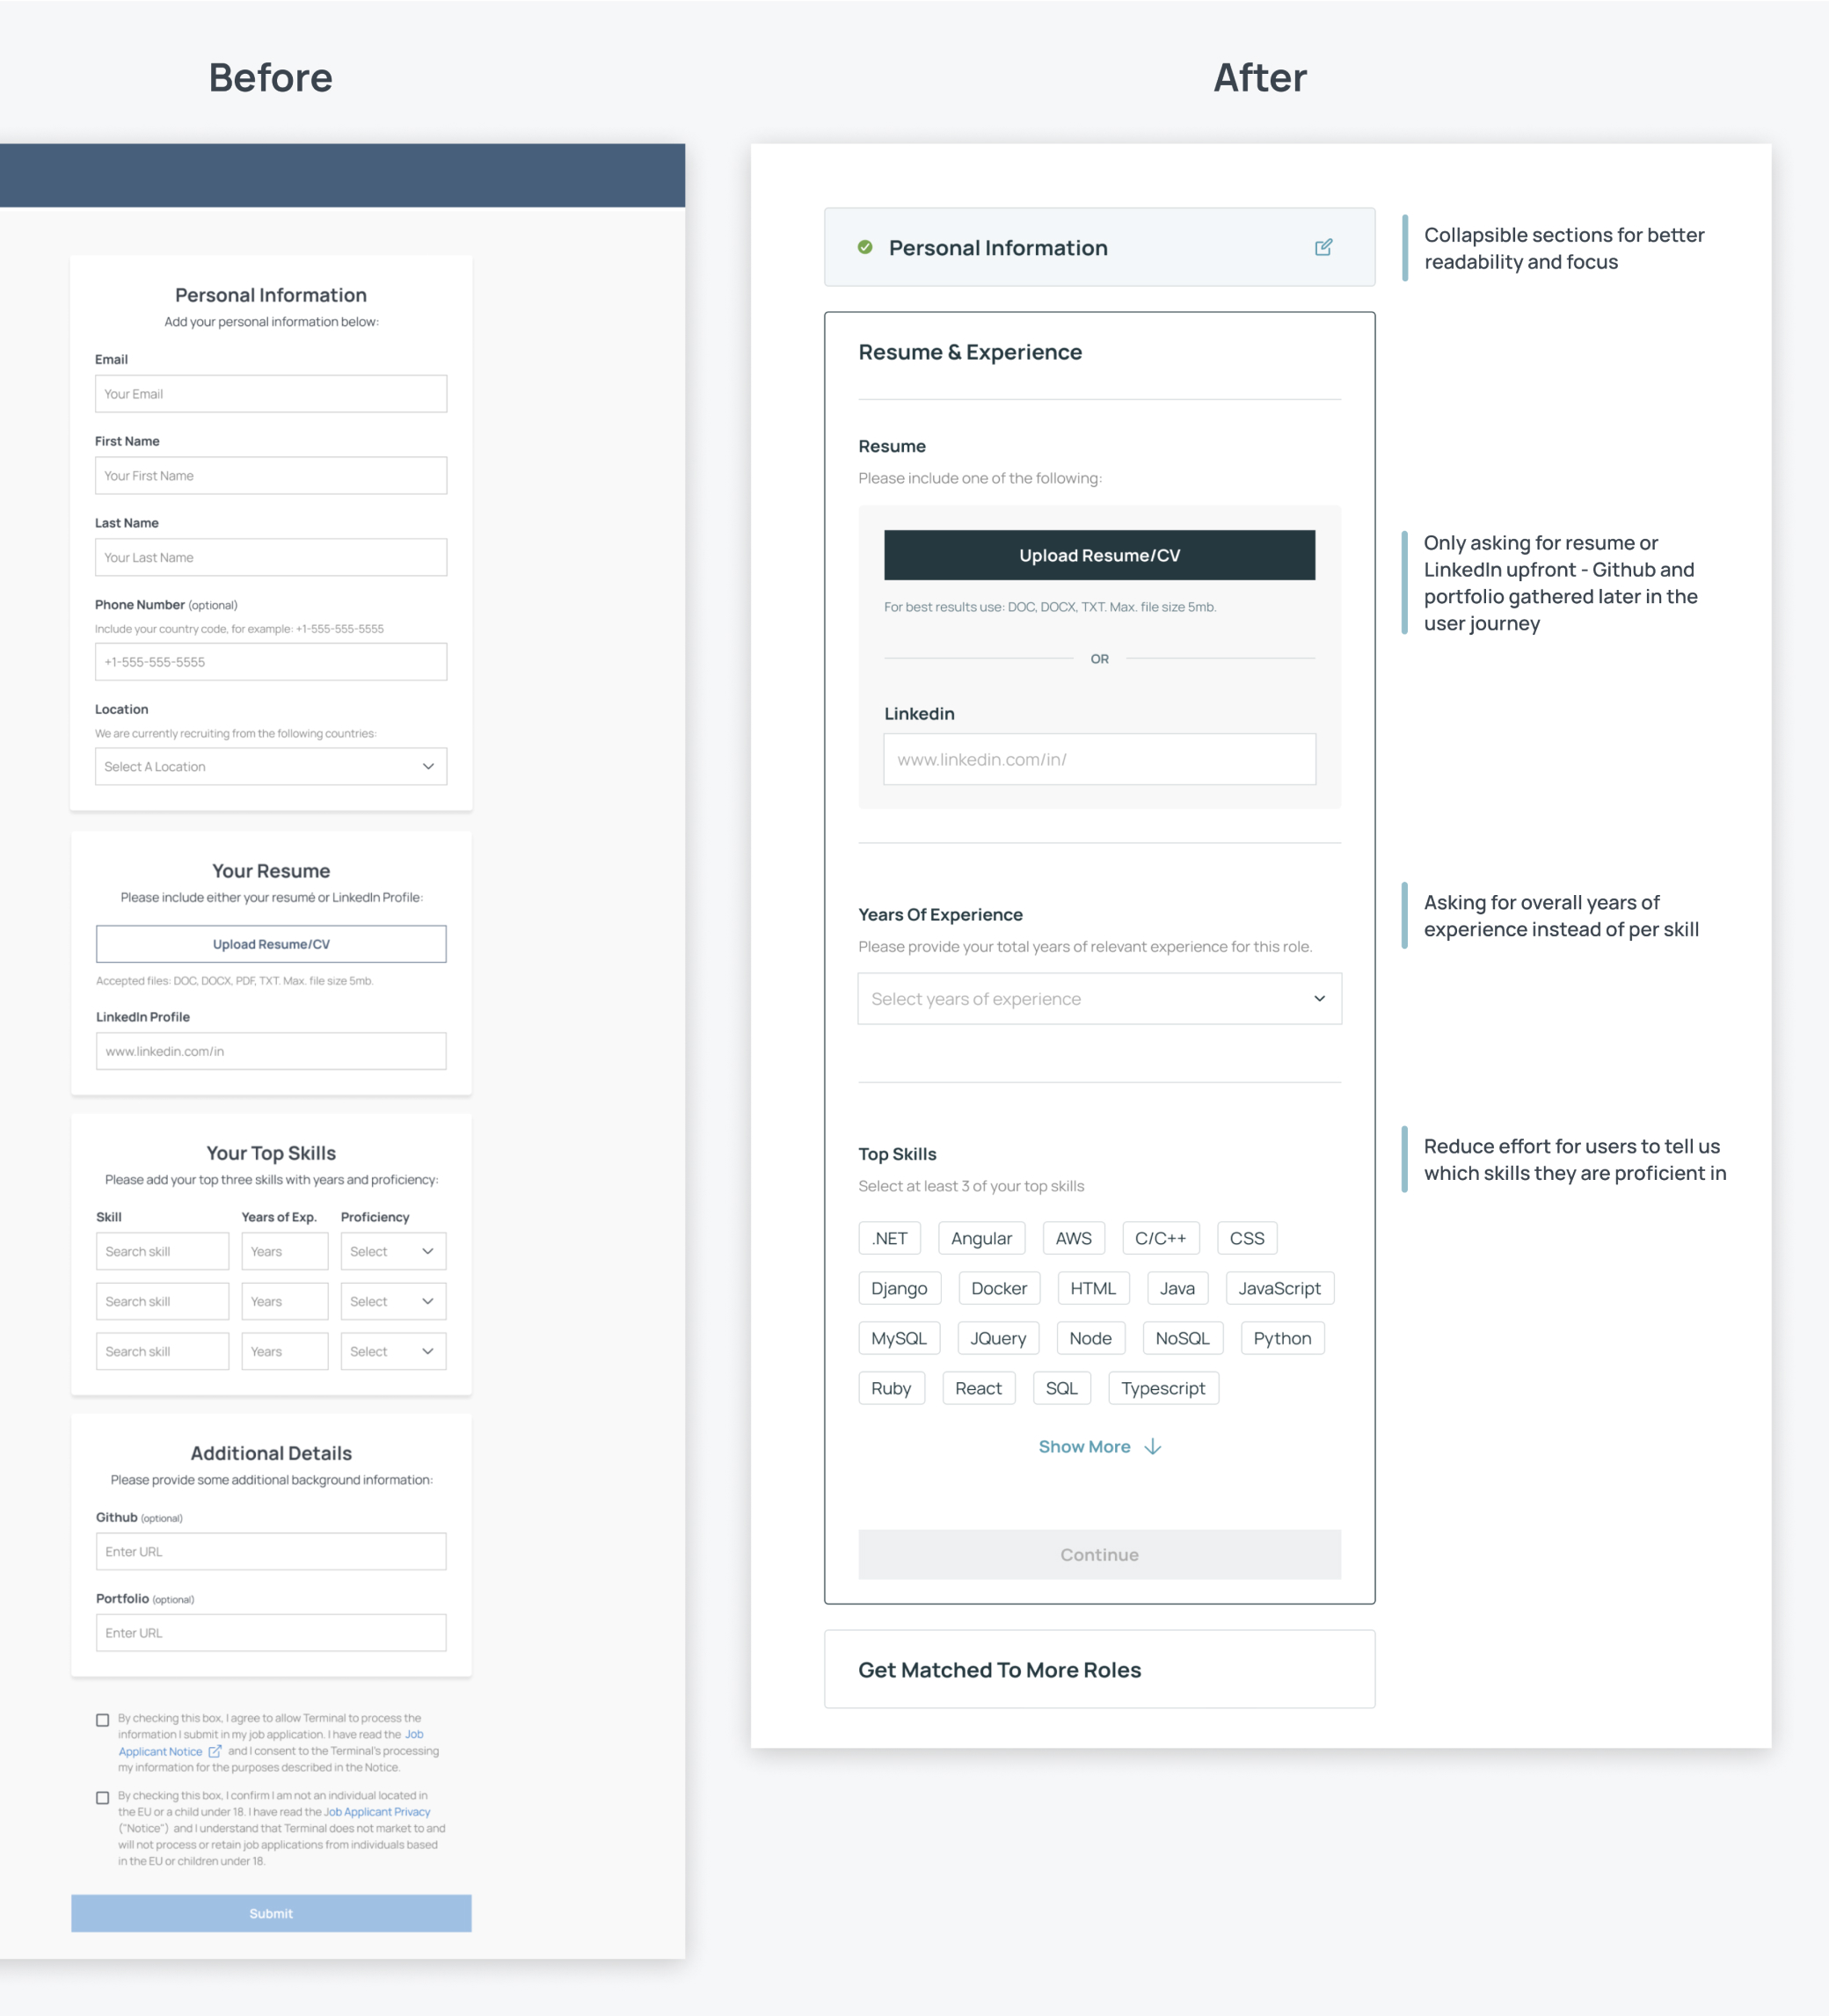 Before
Personal Information
Add your personal information below:
Email
Your Email
First Name
Your First Name
Last Name
Your Last Name
Phone Number (optional)
Include your country code, for example: +1-555-555-5555
+1-555-555-5555
Location
We are currently recruiting from the following countries:
Select A Location
Your Resume
Please include either your resumé or LinkedIn Profile:
Upload Resume/CV
Accepted files: DOC, DOCX, PDF, TXT. Max. file size 5mb.
LinkedIn Profile
www.linkedin.com/in
Your Top Skills
Please add your top three skills with years and proficiency:
Skill Years of Exp. Proficiency
Search skill Years Select
Search skill Years Select
Search skill Years Select
Additional Details
Please provide some additional background information:
Github (optional)
Enter URL
Portfolio (optional)
Enter URL
By checking this box, I agree to allow Terminal to process the
information I submit in my job application. I have read the Job
Applicant Notice and I consent to the Terminal's processing
my information for the purposes described in the Notice.
By checking this box, I confirm I am not an individual located in
the EU or a child under 18. I have read the Job Applicant Privacy
("Notice") and I understand that Terminal does not market to and
will not process or retain job applications from individuals based
in the EU or children under 18.
Submit
After
Personal Information
Collapsible sections for better
readability and focus
Resume & Experience
Resume
Please include one of the following:
Upload Resume/CV
For best results use: DOC, DOCX, TXT. Max. file size 5mb.
OR
Linkedin
www.linkedin.com/in/
Only asking for resume or
LinkedIn upfront - Github and
portfolio gathered later in the
user journey
Years Of Experience
Please provide your total years of relevant experience for this role.
Select years of experience
Asking for overall years of
experience instead of per skill
Top Skills
Select at least 3 of your top skills
.NET Angular AWS C/C++ CSS
Django Docker HTML Java JavaScript
MySQL JQuery Node NoSQL Python
Ruby React SQL Typescript
Show More
Reduce effort for users to tell us
which skills they are proficient in
Continue
Get Matched To More Roles